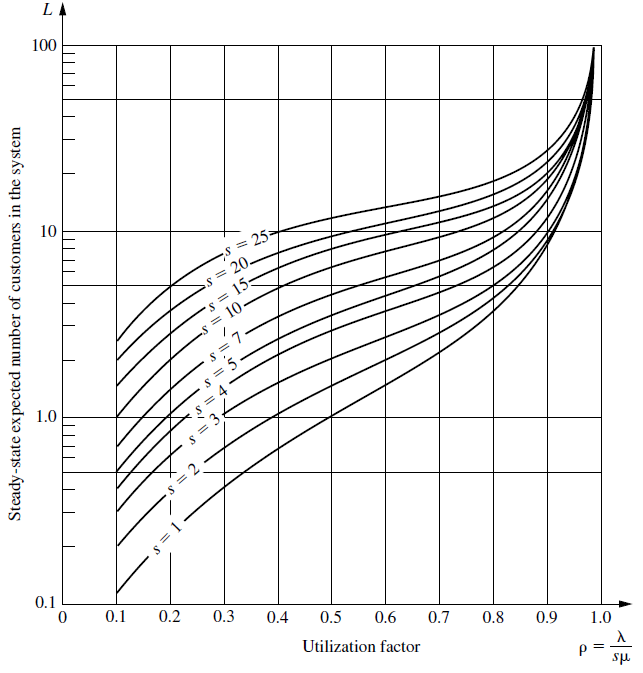 L
100
10
1.0
0.1
Steady-state expected number of customers in the system
s = 25
s = 20
s = 15
s = 10
s = 7
s = 5
s = 4
s = 3
s = 2
s = 1
0 0.1 0.2 0.3 0.4 0.5 0.6 0.7 0.8 0.9 1.0
Utilization factor
ρ = λ
sμ